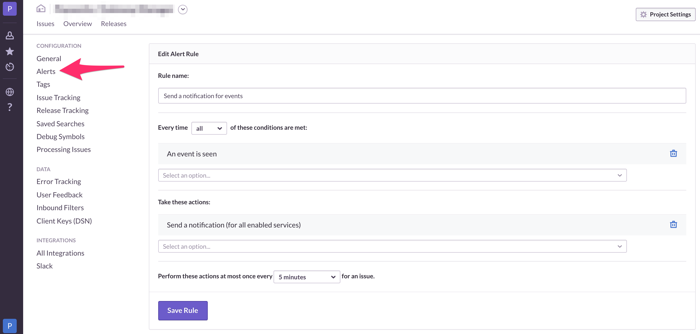 P
Issues Overview Releases
Project Settings
CONFIGURATION
General
Alerts
Tags
Issue Tracking
Release Tracking
Saved Searches
Debug Symbols
Processing Issues
DATA
Error Tracking
User Feedback
Inbound Filters
Client Keys (DSN)
INTEGRATIONS
All Integrations
Slack
?
P
Edit Alert Rule
Rule name:
Send a notification for events
Every time all of these conditions are met:
An event is seen
Select an option...
Take these actions:
Send a notification (for all enabled services)
Select an option...
Perform these actions at most once every 5 minutes for an issue.
Save Rule